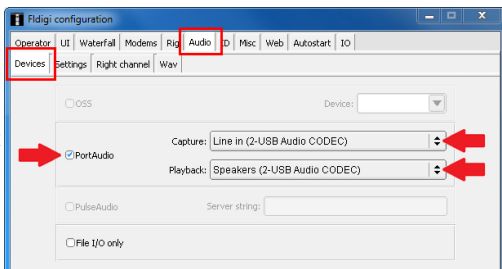 Fldigi configuration
Operator UI Waterfall Modems Rig Audio ID Misc Web Autostart IO
Devices Settings Right channel Wav
OSS Device:
Capture: Line in (2-USB Audio CODEC)
PortAudio
Playback: Speakers (2-USB Audio CODEC)
PulseAudio Server string:
File I/O only